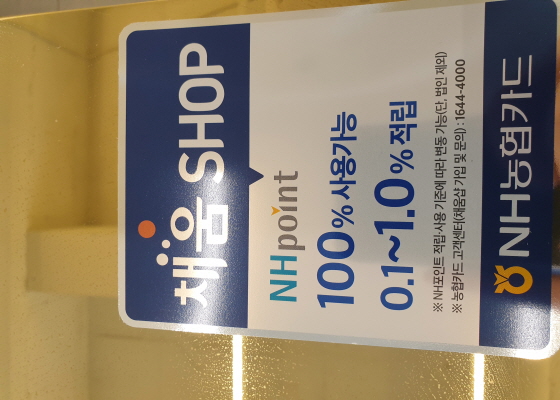 채움 SHOP
NH point
100% 사용가능
0.1~1.0% 적립
※ NH포인트 적립·사용 기준에 따라 변동 가능(단, 법인 제외)
※ 농협카드 고객센터(채움샵 가입 및 문의) : 1644-4000
NH농협카드